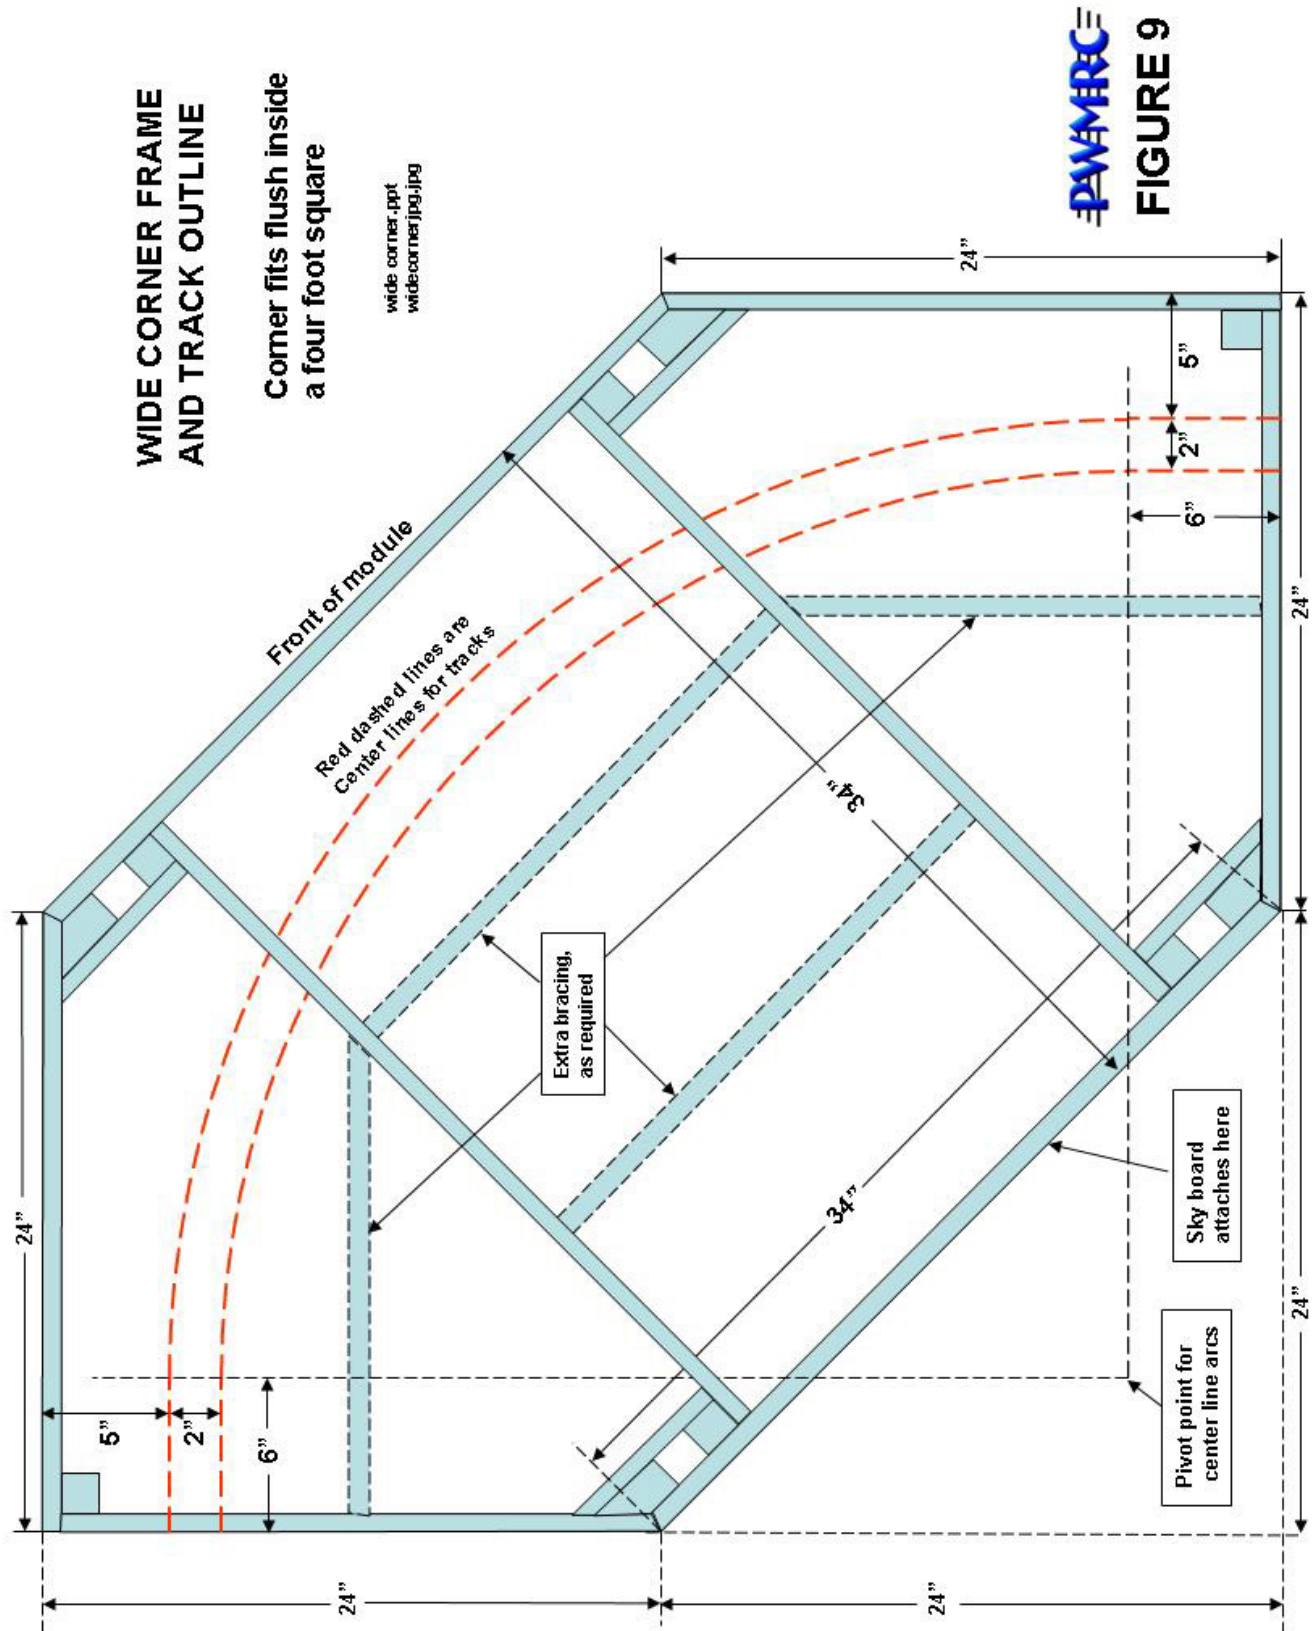 WIDE CORNER FRAME
AND TRACK OUTLINE
Corner fits flush inside
a four foot square
wide corner.ppt
widecornerjpg.jpg
PWMRC
FIGURE 9
Front of module
Red dashed lines are
Center lines for tracks
24”
24”
5”
2”
6”
5”
2”
6”
34”
34”
Extra bracing,
as required
Sky board
attaches here
Pivot point for
center line arcs
24”
24”
24”
24”